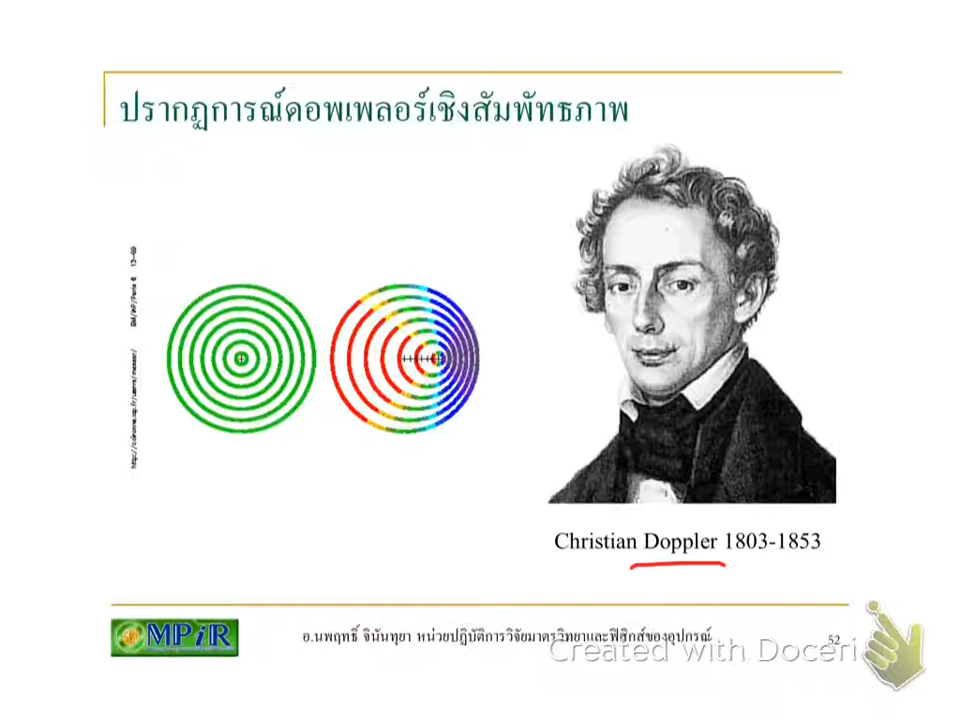 ปรากฏการณ์ดอพเพลอร์เชิงสัมพัทธภาพ
Christian Doppler 1803-1853
MPiR
อ.นพฤทธิ์ จินันทุยา หน่วยปฏิบัติการวิจัยมาตรวิทยาและฟิสิกส์ของอุปกรณ์
52
Created with Doceri